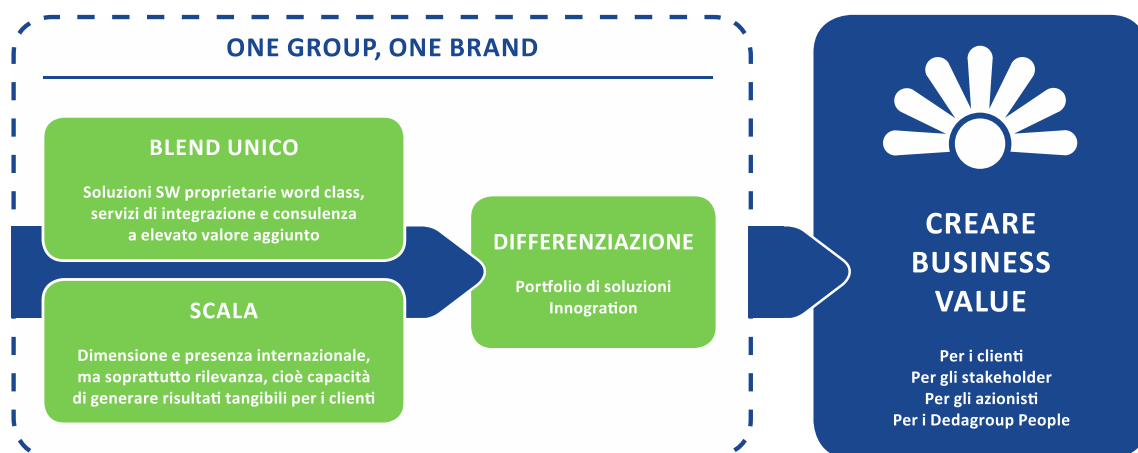 ONE GROUP, ONE BRAND
BLEND UNICO
Soluzioni SW proprietarie word class,
servizi di integrazione e consulenza
a elevato valore aggiunto
SCALA
Dimensione e presenza internazionale,
ma soprattutto rilevanza, cioè capacità
di generare risultati tangibili per i clienti
DIFFERENZIAZIONE
Portfolio di soluzioni
Innogration
CREARE
BUSINESS
VALUE
Per i clienti
Per gli stakeholder
Per gli azionisti
Per i Dedagroup People